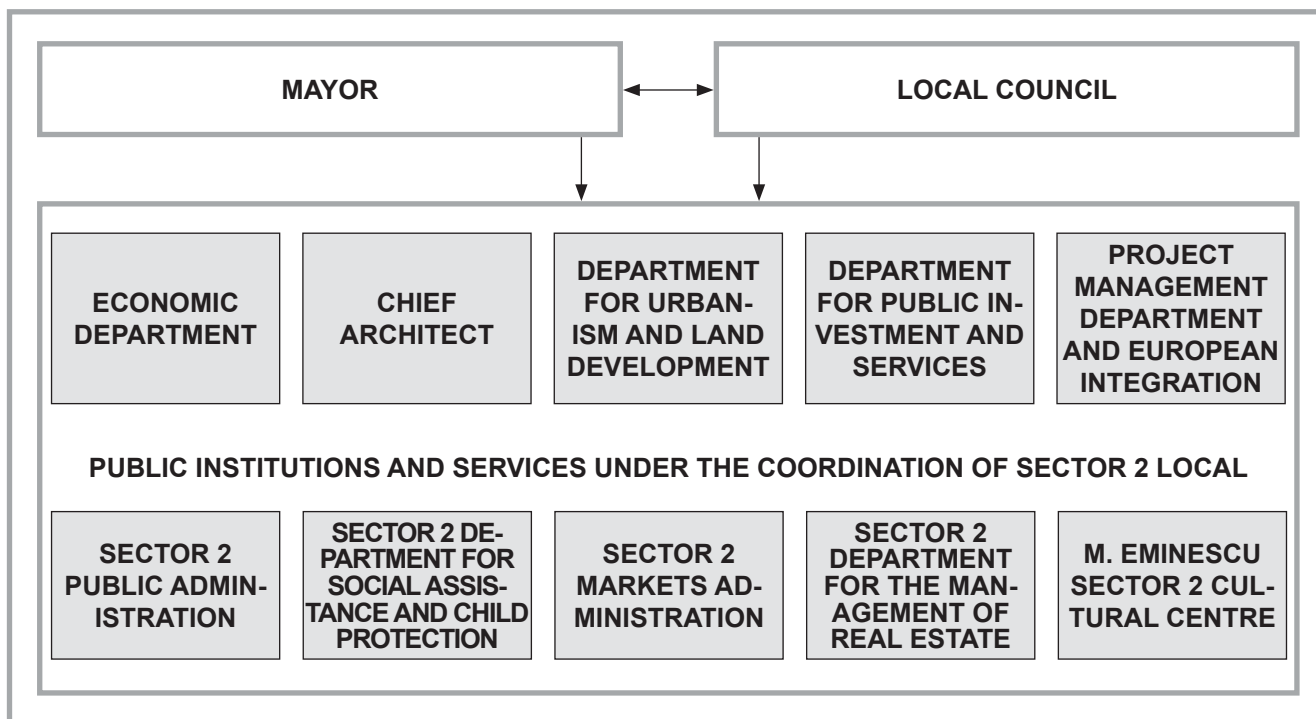 MAYOR
LOCAL COUNCIL
ECONOMIC
DEPARTMENT
CHIEF
ARCHITECT
DEPARTMENT
FOR URBAN-
ISM AND LAND
DEVELOPMENT
DEPARTMENT
FOR PUBLIC IN-
VESTMENT AND
SERVICES
PROJECT
MANAGEMENT
DEPARTMENT
AND EUROPEAN
INTEGRATION
PUBLIC INSTITUTIONS AND SERVICES UNDER THE COORDINATION OF SECTOR 2 LOCAL
SECTOR 2
PUBLIC ADMIN-
ISTRATION
SECTOR 2 DE-
PARTMENT FOR
SOCIAL ASSIS-
TANCE AND CHILD
PROTECTION
SECTOR 2
MARKETS AD-
MINISTRATION
SECTOR 2
DEPARTMENT
FOR THE MAN-
AGEMENT OF
REAL ESTATE
M. EMINESCU
SECTOR 2 CUL-
TURAL CENTRE